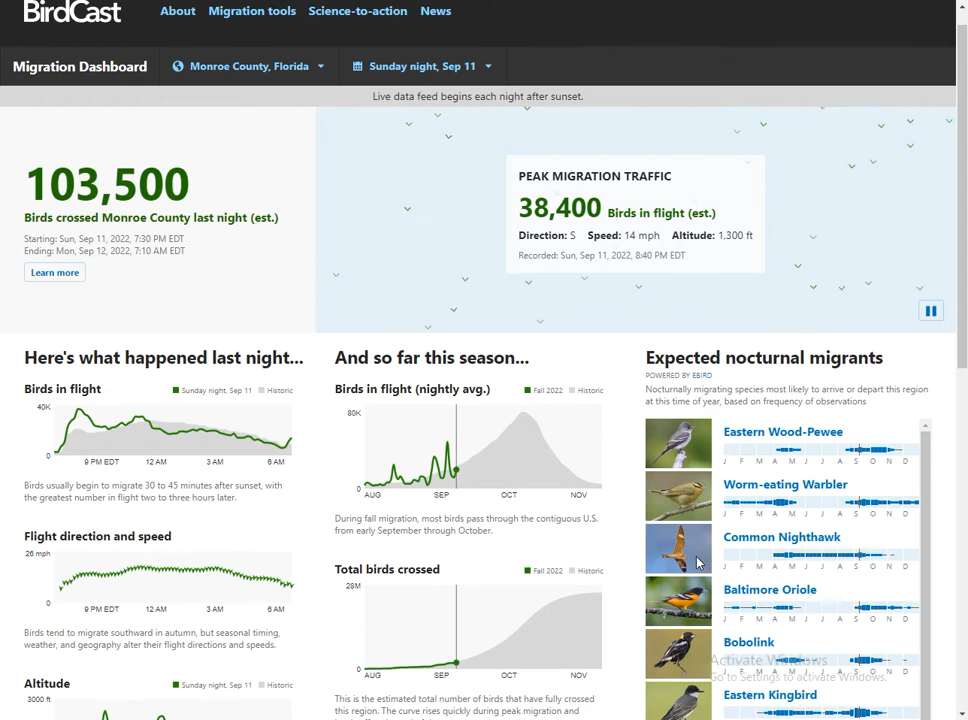 BirdCast
About Migration tools Science-to-action News
Migration Dashboard Monroe County, Florida Sunday night, Sep 11
Live data feed begins each night after sunset.
103,500
Birds crossed Monroe County last night (est.)
Starting: Sun, Sep 11, 2022, 7:30 PM EDT
Ending: Mon, Sep 12, 2022, 7:10 AM EDT
Learn more
PEAK MIGRATION TRAFFIC
38,400 Birds in flight (est.)
Direction: S Speed: 14 mph Altitude: 1,300 ft
Recorded: Sun, Sep 11, 2022, 8:40 PM EDT
Here's what happened last night...
Birds in flight
Sunday night, Sep 11 Historic
40K
0
9 PM EDT 12 AM 3 AM 6 AM
Birds usually begin to migrate 30 to 45 minutes after sunset, with
the greatest number in flight two to three hours later.
Flight direction and speed
26 mph
0
9 PM EDT 12 AM 3 AM 6 AM
Birds tend to migrate southward in autumn, but seasonal timing,
weather, and geography alter their flight directions and speeds.
Altitude
Sunday night, Sep 11 Historic
3000 ft
And so far this season...
Birds in flight (nightly avg.)
Fall 2022 Historic
80K
0
AUG SEP OCT NOV
During fall migration, most birds pass through the contiguous U.S.
from early September through October.
Total birds crossed
Fall 2022 Historic
28M
0
AUG SEP OCT NOV
This is the estimated total number of birds that have fully crossed
this region. The curve rises quickly during peak migration and
Expected nocturnal migrants
POWERED BY EBIRD
Nocturnally migrating species most likely to arrive or depart this region
at this time of year, based on frequency of observations
Eastern Wood-Pewee
J F M A M J J A S O N D
Worm-eating Warbler
J F M A M J J A S O N D
Common Nighthawk
J F M A M J J A S O N D
Baltimore Oriole
J F M A M J J A S O N D
Bobolink
J F M A M J J A S O N D
Eastern Kingbird
Activate Windows
Go to Settings to activate Windows.